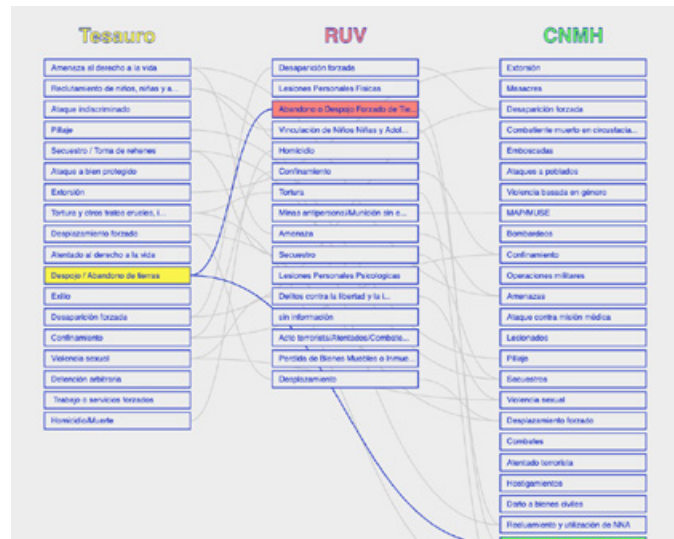 Tesauro
RUV
CNMH
Amenaza al derecho a la vida
Reclutamiento de niños, niñas y a...
Ataque indiscriminado
Pillaje
Secuestro / Toma de rehenes
Ataque a bien protegido
Extorsión
Tortura y otros tratos crueles, i...
Desplazamiento forzado
Atentado al derecho a la vida
Despojo / Abandono de tierras
Exilio
Desaparición forzada
Confinamiento
Violencia sexual
Detención arbitraria
Trabajo o servicios forzados
Homicidio/Muerte
Desaparición forzada
Lesiones Personales Fisicas
Abandono o Despojo Forzado de Tie...
Vinculación de Niños Niñas y Adol...
Homicidio
Confinamiento
Tortura
Minas antipersonal/Munición sin e...
Amenaza
Secuestro
Lesiones Personales Psicologicas
Delitos contra la libertad y la i...
sin información
Acto terrorista/Atentados/Combate...
Perdida de Bienes Muebles o Inmue...
Desplazamiento
Extorsión
Masacres
Desaparición forzada
Combatiente muerto en circustacia...
Emboscadas
Ataques a poblados
Violencia basada en género
MAP/MUSE
Bombardeos
Confinamiento
Operaciones militares
Amenazas
Ataque contra misión médica
Lesionados
Pillaje
Secuestros
Violencia sexual
Desplazamiento forzado
Combates
Atentado terrorista
Hostigamientos
Daño a bienes civiles
Recluamiento y utilización de NNA